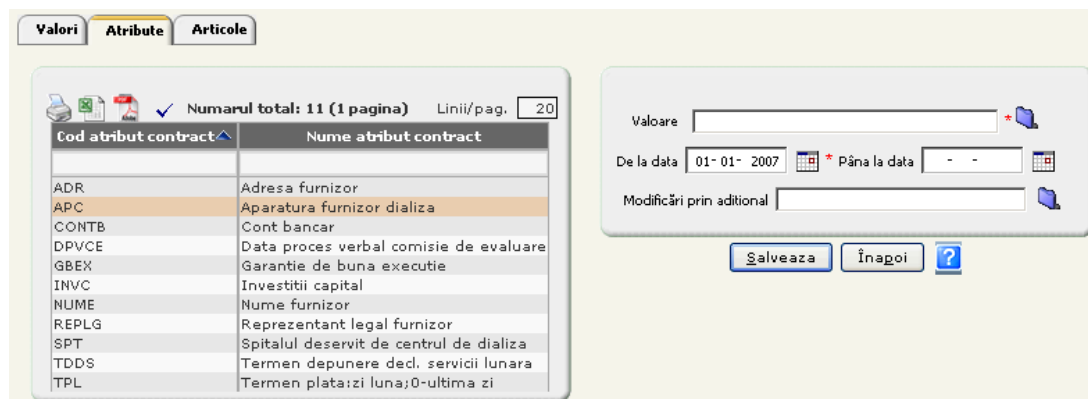 Valori Atribute Articole
Numarul total: 11 (1 pagina) Linii/pag. 20
Cod atribut contract Nume atribut contract
ADR Adresa furnizor
APC Aparatura furnizor dializa
CONTB Cont bancar
DPVCE Data proces verbal comisie de evaluare
GBEX Garantie de buna executie
INVC Investitii capital
NUME Nume furnizor
REPLG Reprezentant legal furnizor
SPT Spitalul deservit de centrul de dializa
TDDS Termen depunere decl. servicii lunara
TPL Termen plata:zi luna;0-ultima zi
Valoare *
De la data 01- 01- 2007 * Pâna la data - -
Modificări prin aditional
Salveaza Înapoi ?